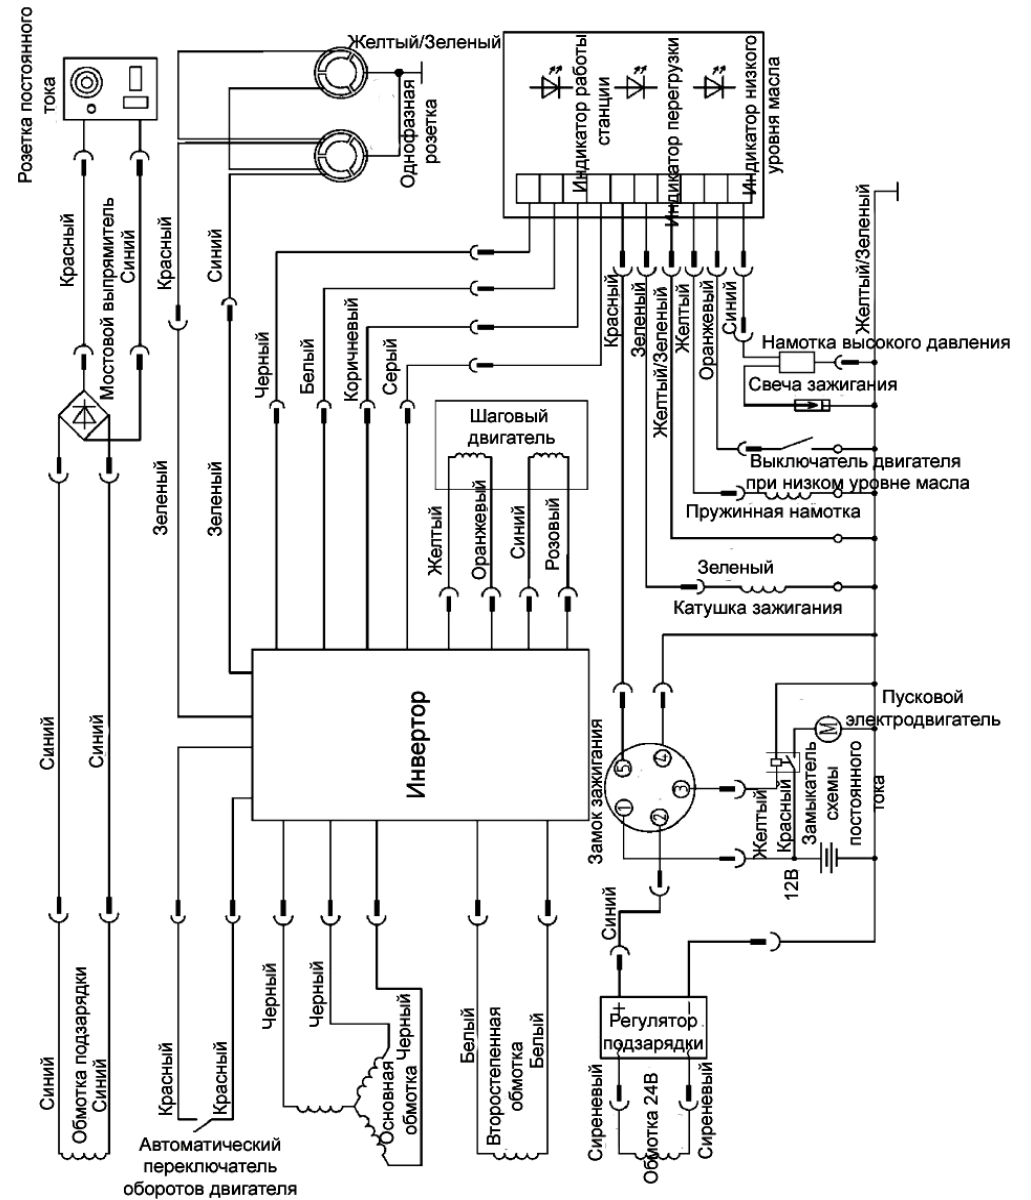 Розетка постоянного
тока
Желтый/Зеленый
Однофазная
розетка
Индикатор работы
станции
Индикатор перегрузки
Индикатор низкого
уровня масла
Красный
Мостовой выпрямитель
Синий
Красный
Синий
Черный
Белый
Коричневый
Серый
Красный
Зеленый
Желтый/Зеленый
Желтый
Оранжевый
Синий
Желтый/Зеленый
Намотка высокого давления
Свеча зажигания
Выключатель двигателя
при низком уровне масла
Пружинная намотка
Зеленый
Катушка зажигания
Шаговый
двигатель
Желтый
Оранжевый
Синий
Розовый
Зеленый
Зеленый
Инвертор
Синий
Синий
Замок зажигания
1
2
3
4
5
Пусковой
электродвигатель
M
Желтый
Красный
Замыкатель
схемы
постоянного
тока
12В
Синий
+
−
Регулятор
подзарядки
Сиреневый
Обмотка 24В
Сиреневый
Синий
Обмотка подзарядки
Синий
Красный
Красный
Автоматический
переключатель
оборотов двигателя
Черный
Черный
Черный
Основная
обмотка
Белый
Второстепенная
обмотка
Белый